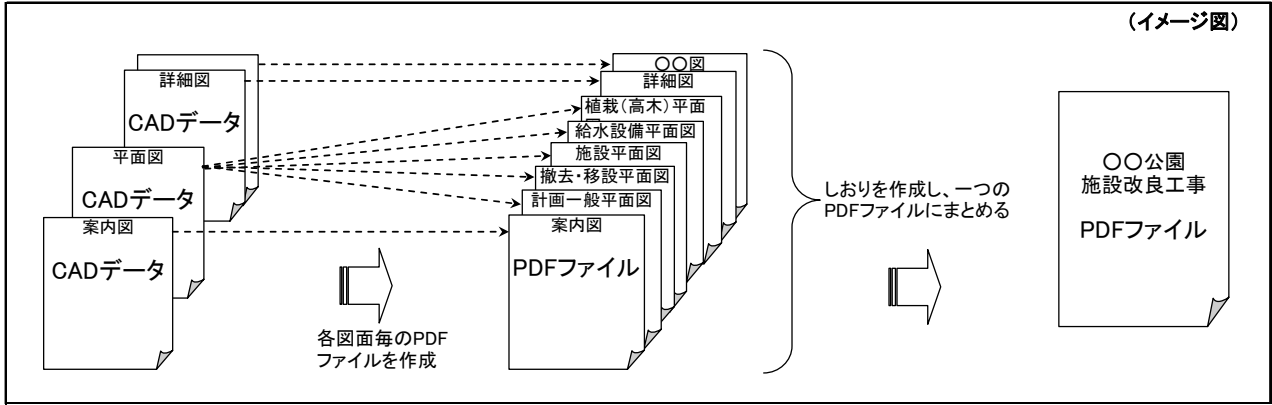 (イメージ図)
詳細図
CADデータ
平面図
CADデータ
案内図
CADデータ
各図面毎のPDF
ファイルを作成
〇〇図
詳細図
植栽(高木)平面
給水設備平面図
施設平面図
撤去・移設平面図
計画一般平面図
案内図
PDFファイル
しおりを作成し、一つの
PDFファイルにまとめる
〇〇公園
施設改良工事
PDFファイル